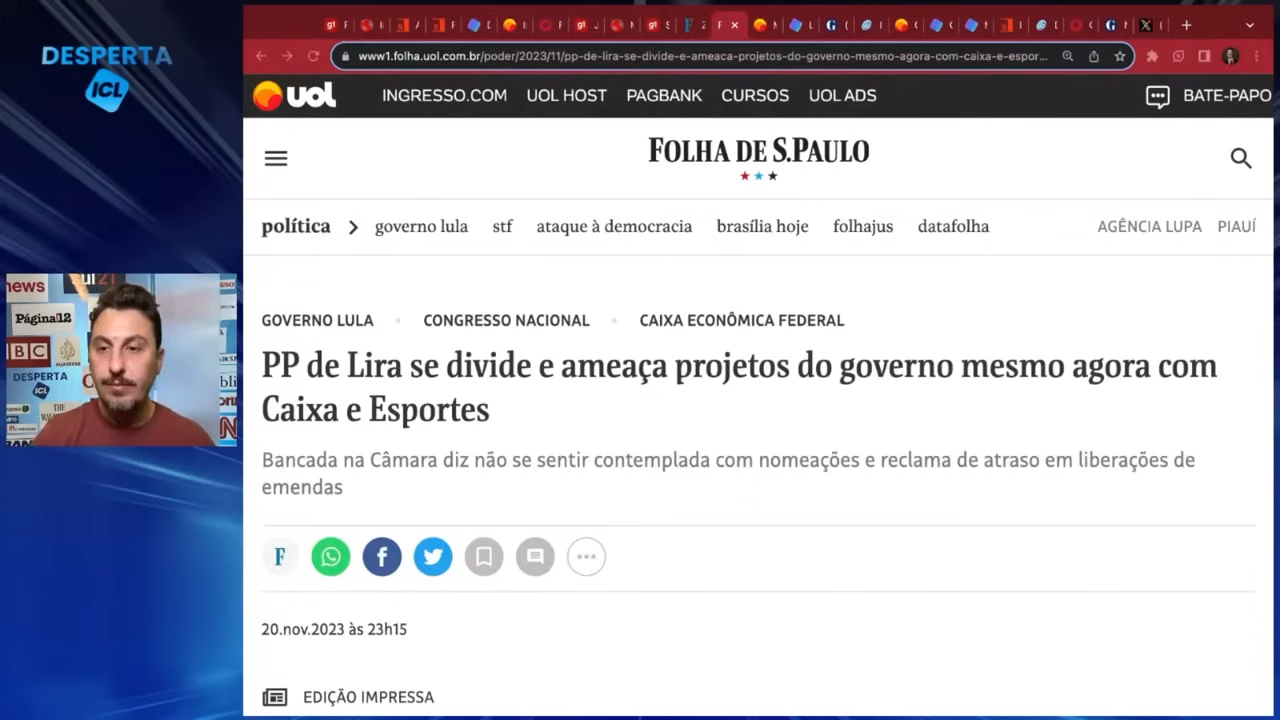 DESPERTA
ICL
www1.folha.uol.com.br/poder/2023/11/pp-de-lira-se-divide-e-ameaca-projetos-do-governo-mesmo-agora-com-caixa-e-espor...
UOL
INGRESSO.COM UOL HOST PAGBANK CURSOS UOL ADS BATE-PAPO
FOLHA DE S.PAULO
política governo lula stf ataque à democracia brasília hoje folhajus datafolha AGÊNCIA LUPA PIAUÍ
GOVERNO LULA CONGRESSO NACIONAL CAIXA ECONÔMICA FEDERAL
PP de Lira se divide e ameaça projetos do governo mesmo agora com
Caixa e Esportes
Bancada na Câmara diz não se sentir contemplada com nomeações e reclama de atraso em liberações de
emendas
F
20.nov.2023 às 23h15
EDIÇÃO IMPRESSA
news
Página12
BBC
ALJAZEERA
DESPERTA
ICL